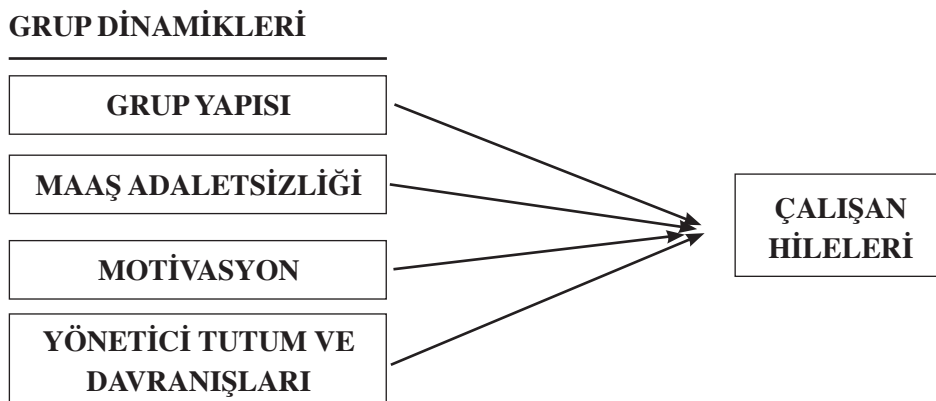 GRUP DİNAMİKLERİ
GRUP YAPISI
MAAŞ ADALETSİZLİĞİ
MOTİVASYON
YÖNETİCİ TUTUM VE
DAVRANIŞLARI
ÇALIŞAN
HİLELERİ